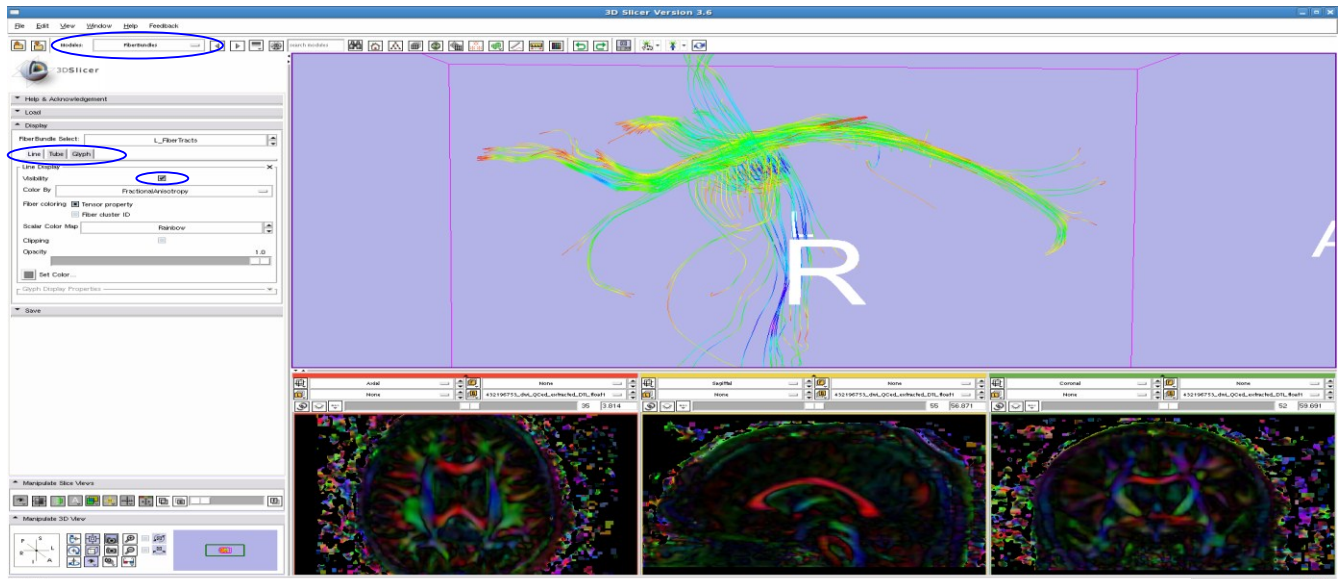 3D Slicer Version 3.6
File Edit View Window Help Feedback
Modules: FiberBundles
Search Modules
3DSlicer
Help & Acknowledgement
Load
Display
FiberBundle Select: L_FiberTracts
Line Tube Glyph
Line Display
Visibility
Color By FractionalAnisotropy
Fiber coloring Tensor property
Fiber cluster ID
Scalar Color Map Rainbow
Clipping
Opacity 1.0
Set Color...
Glyph Display Properties
Save
R
A
Axial None
None
35 3.814
Sagittal None
None
55 56.871
Coronal None
None
52 59.691
Manipulate Slice Views
Manipulate 3D View
P S
R L
I A